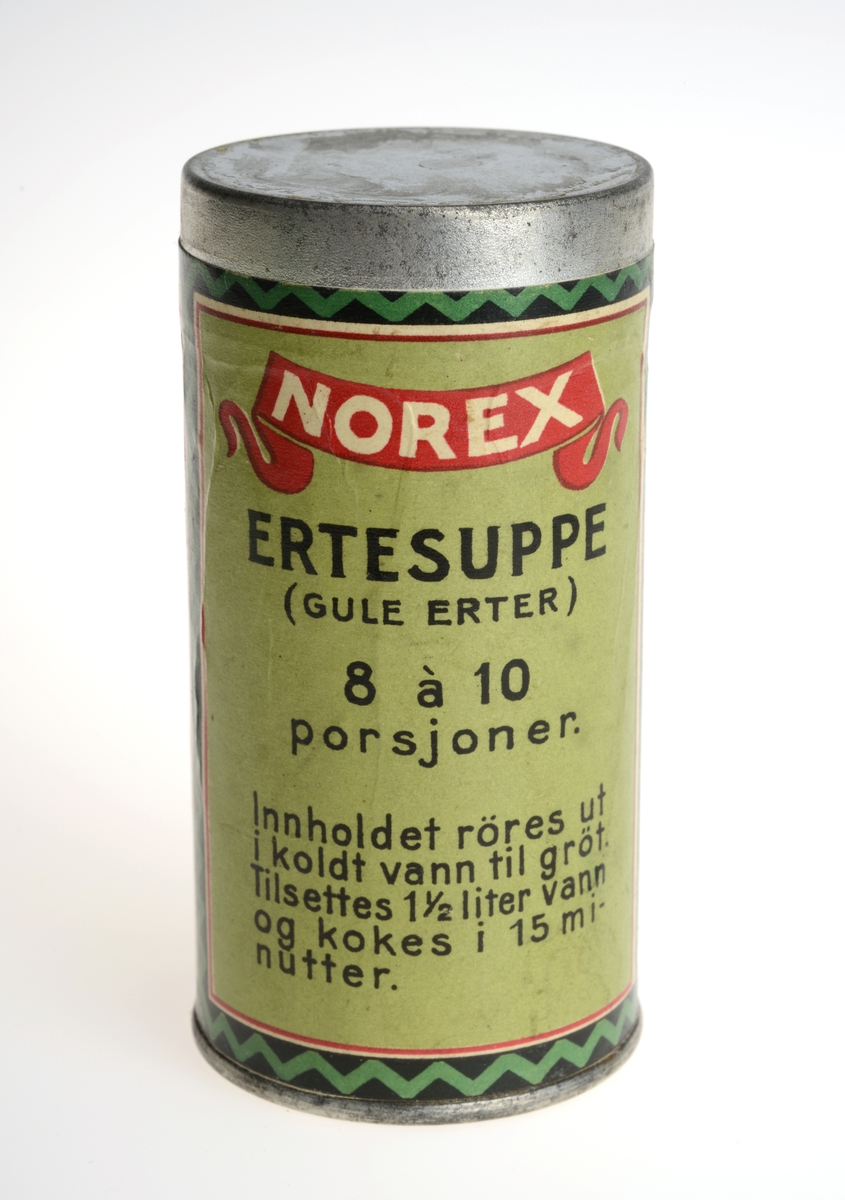 NOREX
ERTESUPPE
(GULE ERTER)
8 à 10
porsjoner.
Innholdet röres ut
i koldt vann til gröt.
Tilsettes 1½ liter vann
og kokes i 15 mi-
nutter.